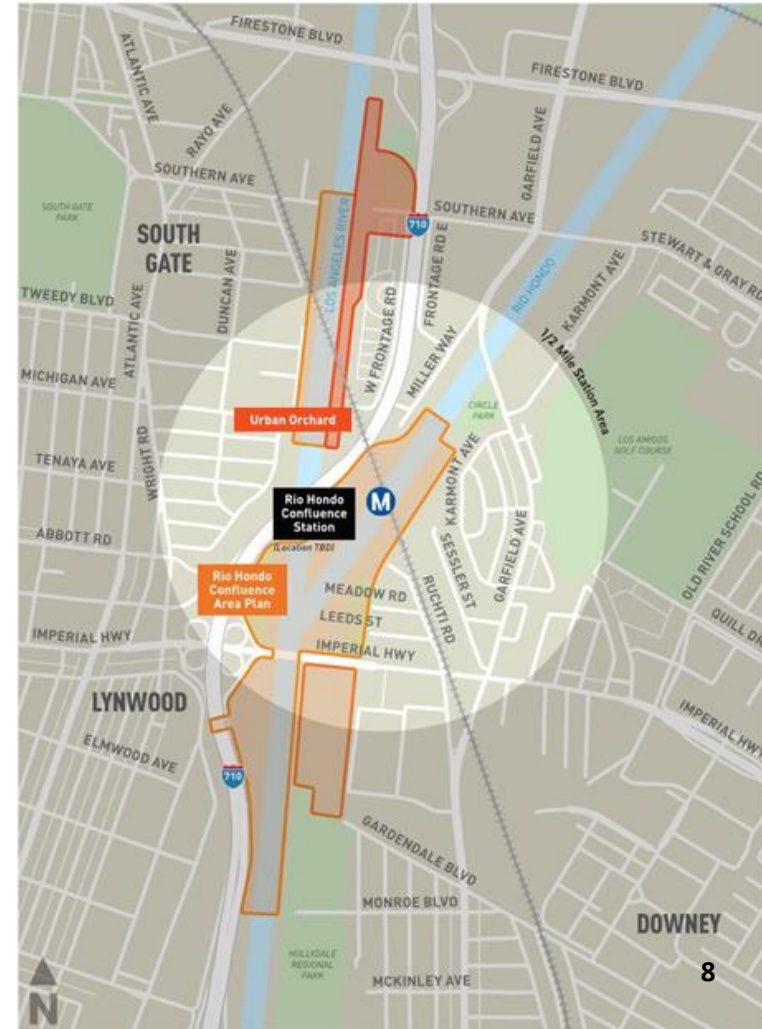 FIRESTONE BLVD
FIRESTONE BLVD
ATLANTIC AVE
RAYO AVE
GARFIELD AVE
SOUTHERN AVE
SOUTH GATE
PARK
SOUTHERN AVE
710
LOS ANGELES RIVER
FRONTAGE RD E
STEWART & GRAY RD
SOUTH
GATE
DUNCAN AVE
KARMONT AVE
RIO HONDO
TWEEDY BLVD
ATLANTIC AVE
W FRONTAGE RD
MILLER WAY
1/2 Mile Station Area
MICHIGAN AVE
CIRCLE
PARK
Urban Orchard
LOS AMIGOS
GOLF COURSE
WRIGHT RD
KARMONT AVE
TENAYA AVE
OLD RIVER SCHOOL RD
Rio Hondo
Confluence
Station
M
(Location TBD)
GARFIELD AVE
SESSLER ST
ABBOTT RD
Rio Hondo
Confluence
Area Plan
MEADOW RD
RUCHTI RD
LEEDS ST
QUILL DR
IMPERIAL HWY
IMPERIAL HWY
LYNWOOD
IMPERIAL HWY
ELMWOOD AVE
710
GARDENDALE BLVD
MONROE BLVD
DOWNEY
HOLLYDALE
REGIONAL
PARK
8
MCKINLEY AVE
N